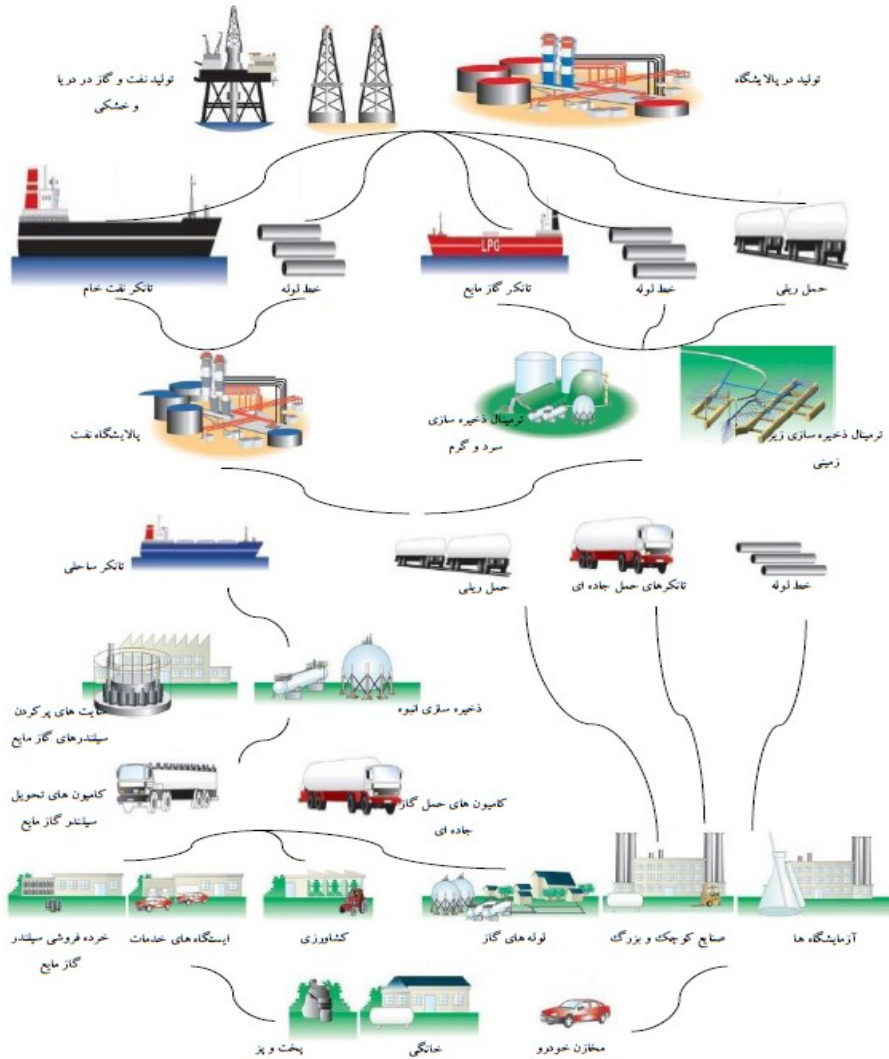 تولید نفت و گاز در دریا
و خشکی
تولید در پالایشگاه
LPG
تانکر نفت خام
خط لوله
تانکر گاز مایع
خط لوله
حمل ریلی
پالایشگاه نفت
ترمینال ذخیره سازی
سرد و گرم
ترمینال ذخیره سازی زیر
زمینی
تانکر ساحلی
حمل ریلی
تانکرهای حمل جاده ای
خط لوله
سایت های پرکردن
سیلندرهای گاز مایع
ذخیره سازی انبوه
کامیون های تحویل
سیلندر گاز مایع
کامیون های حمل گاز
جاده ای
خرده فروشی سیلندر
گاز مایع
ایستگاه های خدمات
کشاورزی
لوله های گاز
صنایع کوچک و بزرگ
آزمایشگاه ها
پخت و پز
خانگی
مخازن خودرو